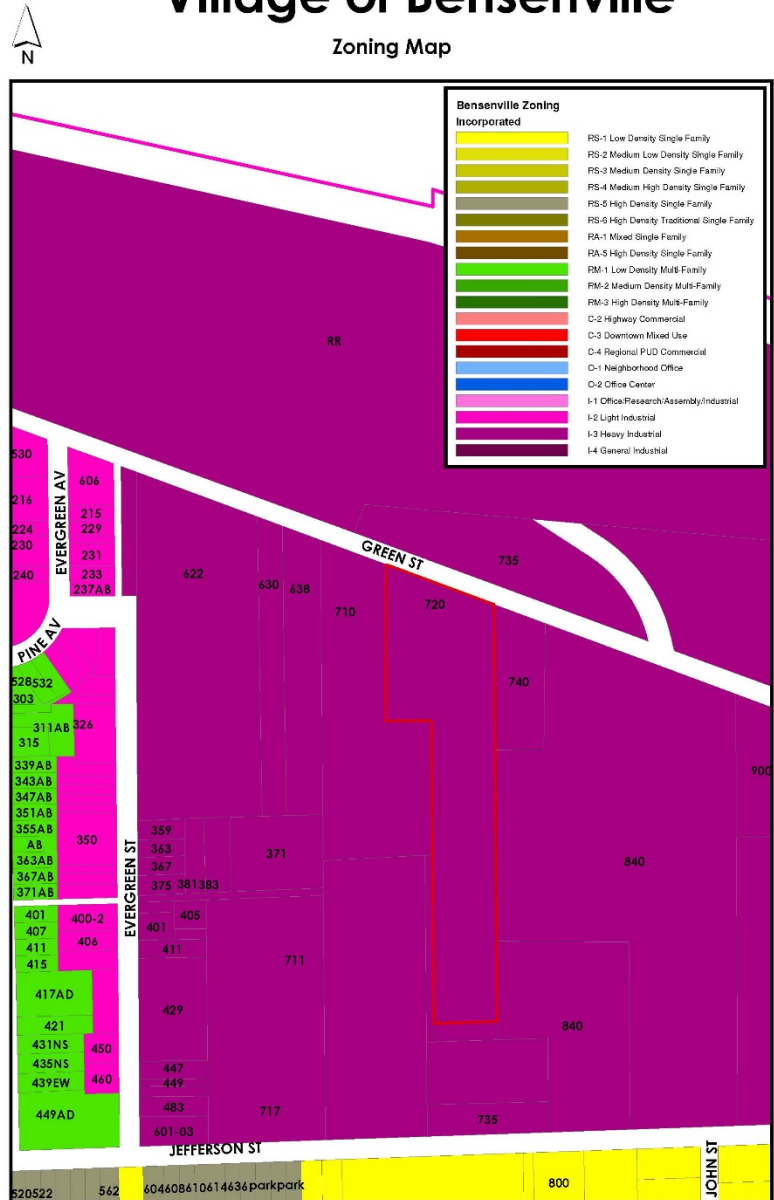 Village of Bensenville
Zoning Map
N
Bensenville Zoning
Incorporated
RS-1 Low Density Single Family
RS-2 Medium Low Density Single Family
RS-3 Medium Density Single Family
RS-4 Medium High Density Single Family
RS-5 High Density Single Family
RS-6 High Density Traditional Single Family
RA-1 Mixed Single Family
RA-5 High Density Single Family
RM-1 Low Density Multi-Family
RM-2 Medium Density Multi-Family
RM-3 High Density Multi-Family
C-2 Highway Commercial
C-3 Downtown Mixed Use
C-4 Regional PUD Commercial
O-1 Neighborhood Office
O-2 Office Center
I-1 Office/Research/Assembly/Industrial
I-2 Light Industrial
I-3 Heavy Industrial
I-4 General Industrial
RR
530
216
224
230
240
EVERGREEN AV
606
215
229
231
233
237AB
PINE AV
622
630
638
710
GREEN ST
720
735
740
900
840
528
532
303
311AB
326
315
339AB
343AB
347AB
351AB
355AB
AB
363AB
367AB
371AB
350
EVERGREEN ST
359
363
367
375
381
383
371
401
407
411
415
400-2
406
401
405
411
711
417AD
421
429
431NS
435NS
439EW
450
460
447
449
449AD
483
601-03
717
840
735
JEFFERSON ST
JOHN ST
520
522
562
604
608
610
614
636
park
park
800